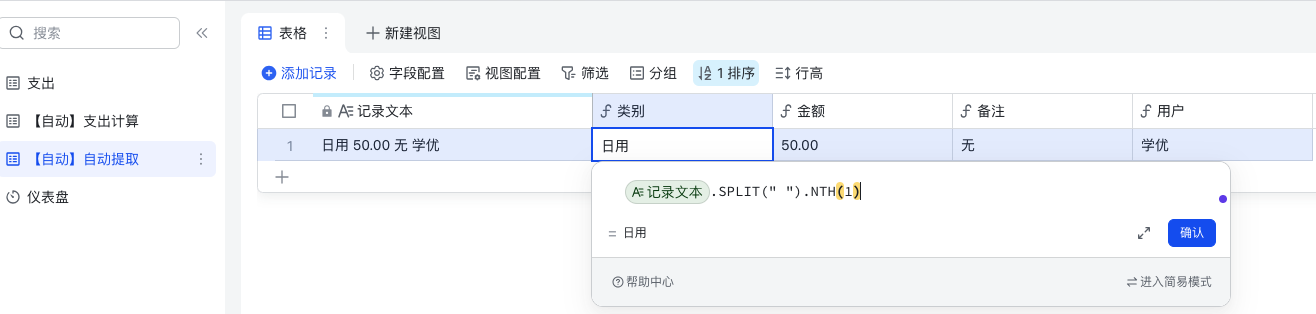 搜索
支出
【自动】支出计算
【自动】自动提取
仪表盘
表格 新建视图
添加记录 字段配置 视图配置 筛选 分组 1 排序 行高
记录文本 类别 金额 备注 用户
1 日用 50.00 无 学优 日用 50.00 无 学优
记录文本.SPLIT(" ").NTH(1)
= 日用 确认
帮助中心 进入简易模式